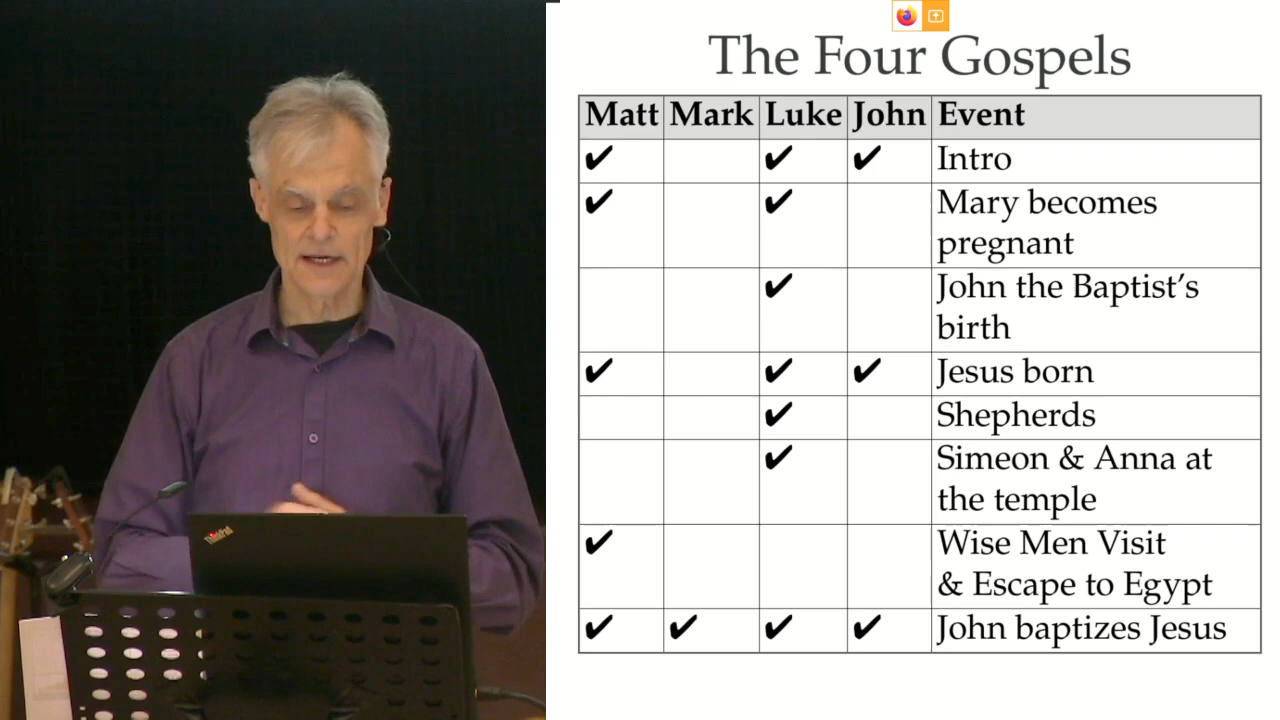 The Four Gospels
Matt Mark Luke John Event
✔ ✔ ✔ Intro
✔ ✔ Mary becomes
pregnant
✔ John the Baptist’s
birth
✔ ✔ ✔ Jesus born
✔ Shepherds
✔ Simeon & Anna at
the temple
✔ Wise Men Visit
& Escape to Egypt
✔ ✔ ✔ ✔ John baptizes Jesus
ThinkPad